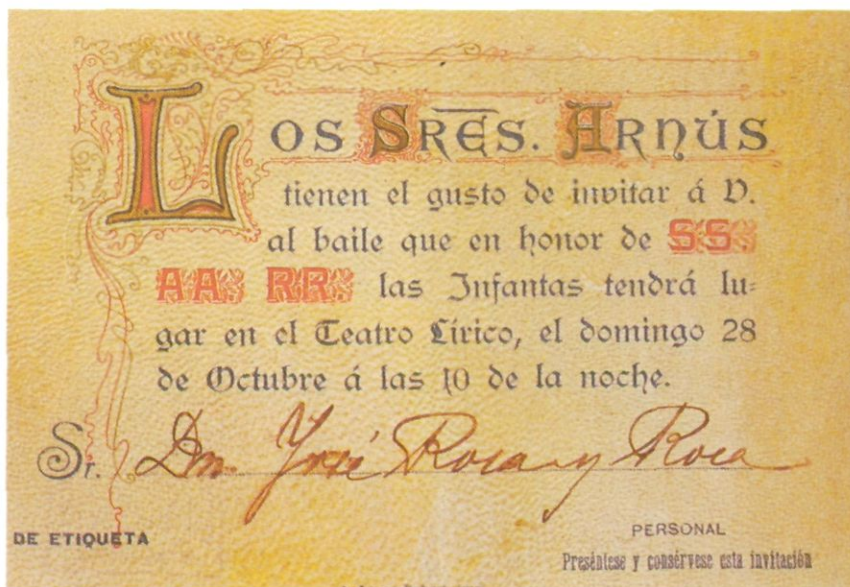 Los Sres. Arnús
tienen el gusto de invitar á V.
al baile que en honor de SS.
AA. RR. las Infantas tendrá lu-
gar en el Teatro Lírico, el domingo 28
de Octubre á las 10 de la noche.
Sr. Don José Roca y Roca
DE ETIQUETA
PERSONAL
Preséntese y consérvese esta invitación